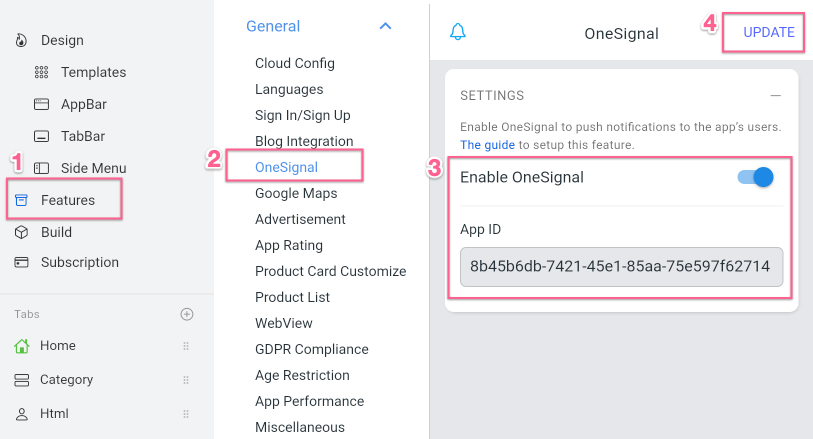 Design
Templates
AppBar
TabBar
Side Menu
1
Features
Build
Subscription
Tabs
Home
Category
Html
General
Cloud Config
Languages
Sign In/Sign Up
Blog Integration
2
OneSignal
Google Maps
Advertisement
App Rating
Product Card Customize
Product List
WebView
GDPR Compliance
Age Restriction
App Performance
Miscellaneous
OneSignal
4
UPDATE
SETTINGS
Enable OneSignal to push notifications to the app's users.
The guide to setup this feature.
3
Enable OneSignal
App ID
8b45b6db-7421-45e1-85aa-75e597f62714